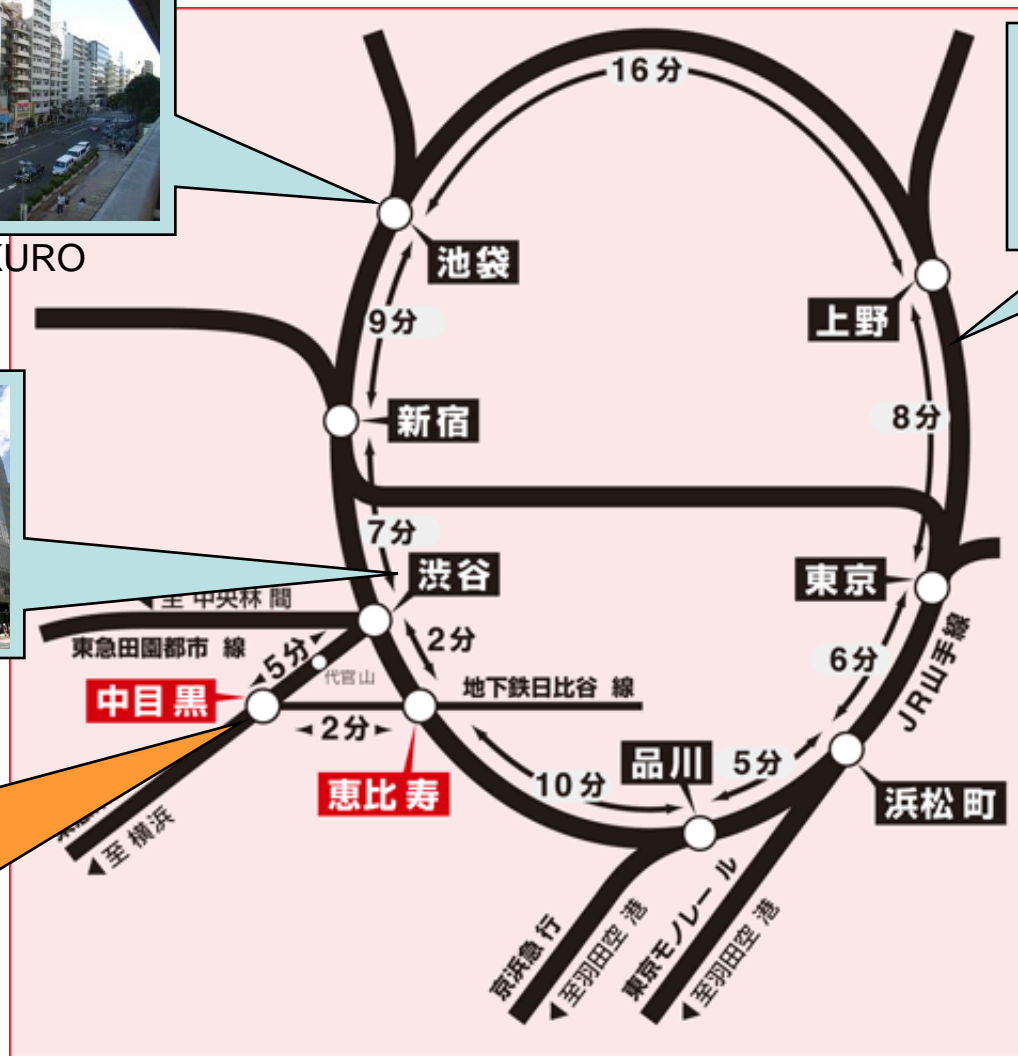 16分
池袋
KURO
上野
9分
8分
新宿
7分
渋谷
東京
◀至 中央林 間
東急田園都市 線
5分
代官山
2分
地下鉄日比谷 線
6分
JR山手線
中目 黒
2分
恵比 寿
10分
品川
5分
浜松 町
◀至 横浜
京浜急 行
◀至羽田空 港
東京モノレー ル
◀至羽田空 港